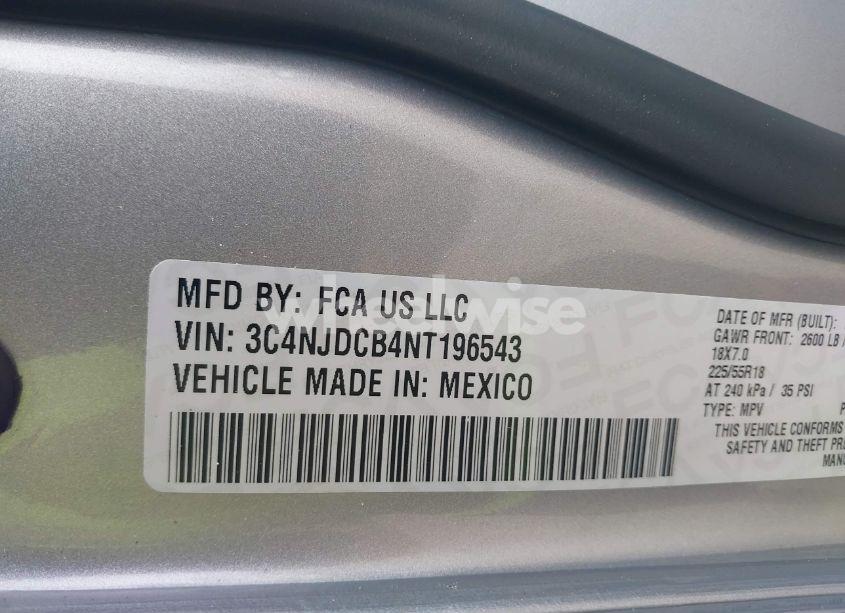 MFD BY: FCA US LLC
VIN: 3C4NJDCB4NT196543
VEHICLE MADE IN: MEXICO
wheelwise
DATE OF MFR (BUILT):
GAWR FRONT: 2600 LB
18X7.0
225/55R18
AT 240 kPa / 35 PSI
TYPE: MPV
THIS VEHICLE CONFORMS
SAFETY AND THEFT